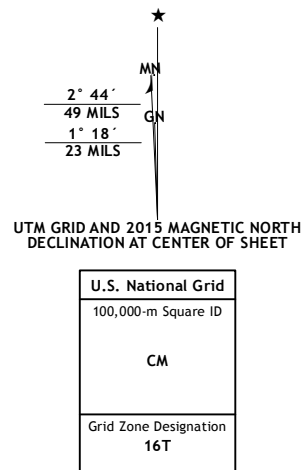 MN
2° 44´
49 MILS
GN
1° 18´
23 MILS
UTM GRID AND 2015 MAGNETIC NORTH
DECLINATION AT CENTER OF SHEET
U.S. National Grid
100,000-m Square ID
CM
Grid Zone Designation
16T